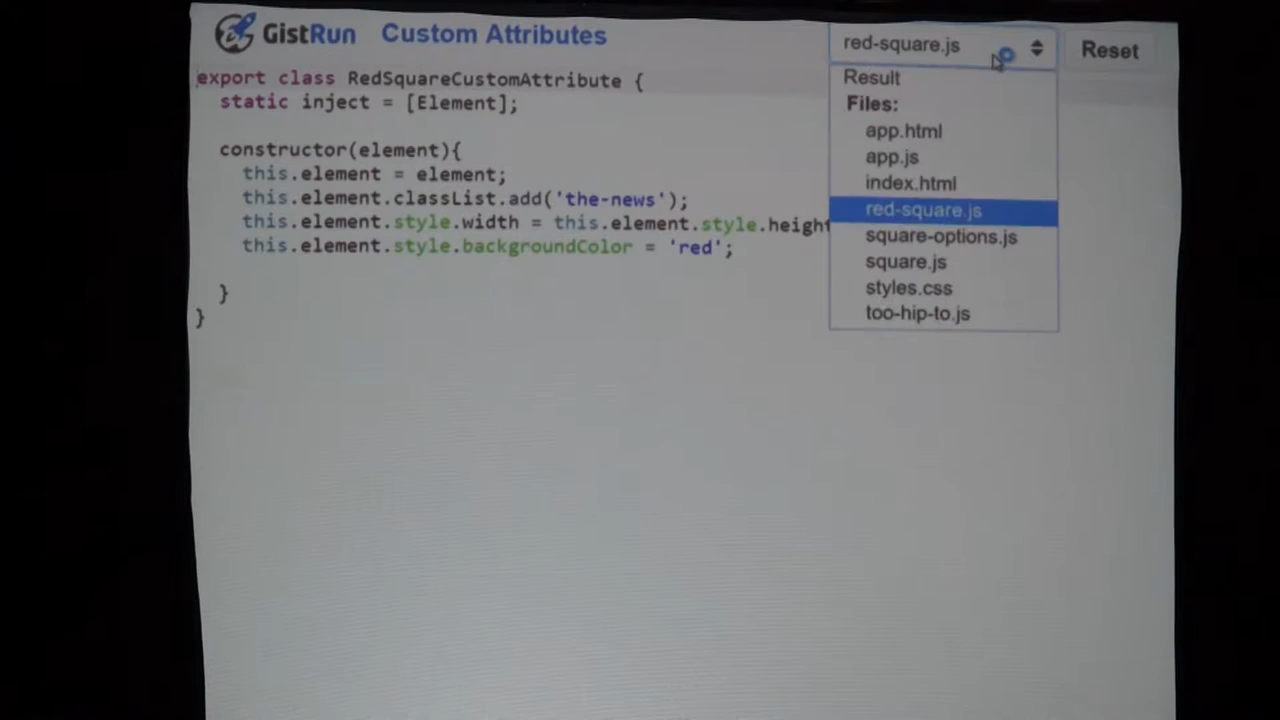 GistRun Custom Attributes red-square.js Reset
export class RedSquareCustomAttribute {
static inject = [Element];
constructor(element){
this.element = element;
this.element.classList.add('the-news');
this.element.style.width = this.element.style.height
this.element.style.backgroundColor = 'red';
}
}
Result
Files:
app.html
app.js
index.html
red-square.js
square-options.js
square.js
styles.css
too-hip-to.js